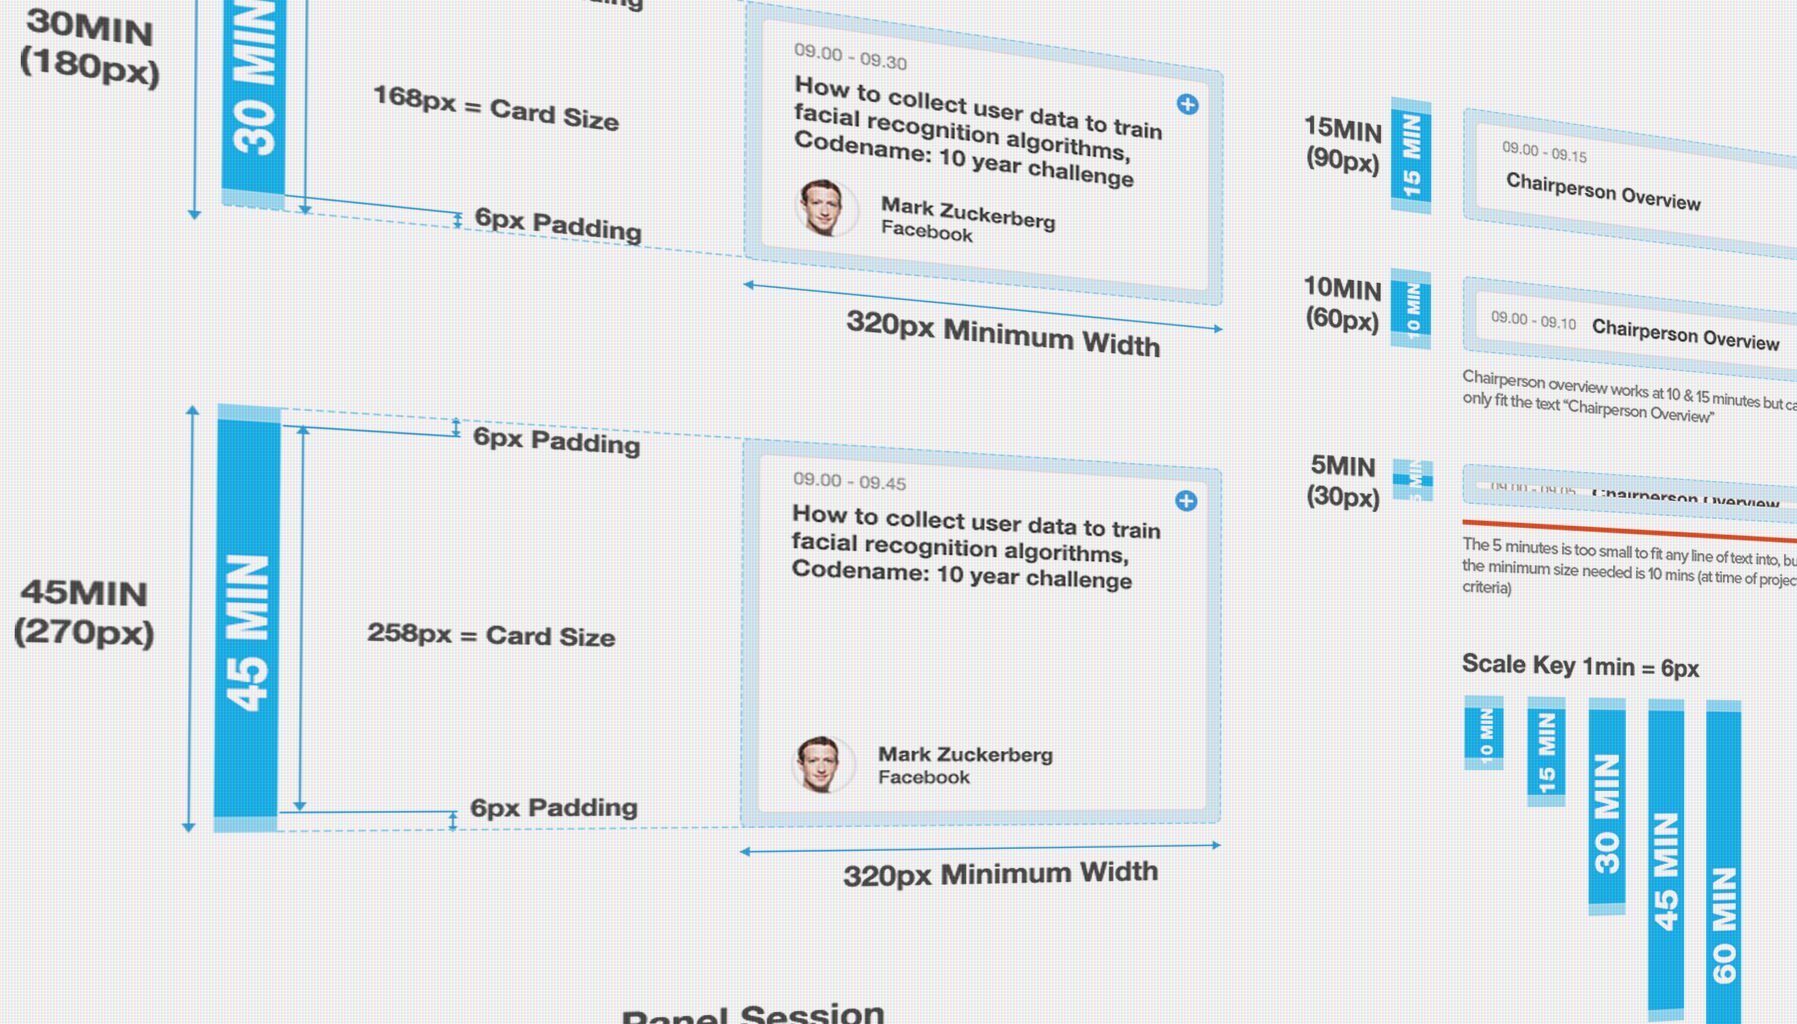 30MIN
(180px)
30 MIN
168px = Card Size
6px Padding
09.00 - 09.30
How to collect user data to train
facial recognition algorithms,
Codename: 10 year challenge
Mark Zuckerberg
Facebook
320px Minimum Width
45MIN
(270px)
45 MIN
6px Padding
258px = Card Size
6px Padding
09.00 - 09.45
How to collect user data to train
facial recognition algorithms,
Codename: 10 year challenge
Mark Zuckerberg
Facebook
320px Minimum Width
Panel Session
15MIN
(90px)
15 MIN
09.00 - 09.15
Chairperson Overview
10MIN
(60px)
10 MIN
09.00 - 09.10 Chairperson Overview
Chairperson overview works at 10 & 15 minutes but
only fit the text “Chairperson Overview”
5MIN
(30px)
5 MIN
09.00 - 09.05 Chairperson Overview
The 5 minutes is too small to fit any line of text into,
the minimum size needed is 10 mins (at time of
criteria)
Scale Key 1min = 6px
10 MIN
15 MIN
30 MIN
45 MIN
60 MIN